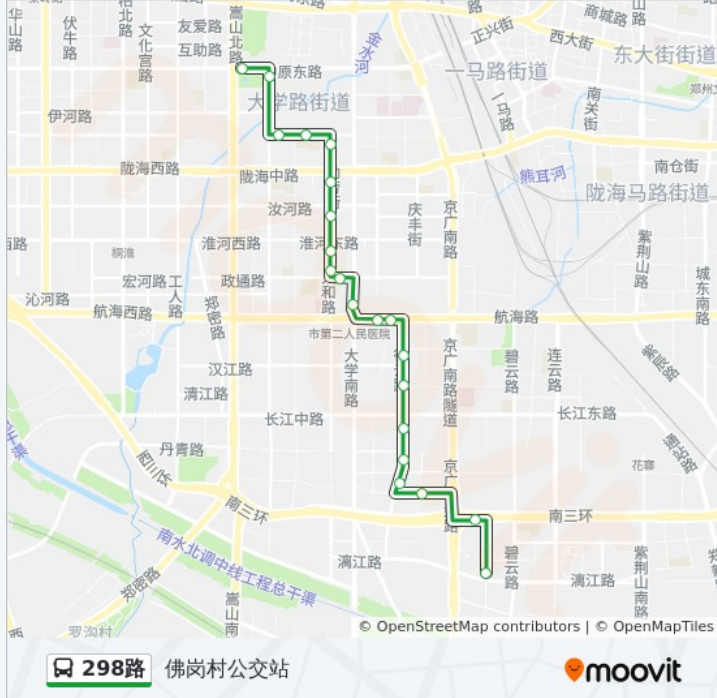 华山路
伏牛路
柏北路
文化宫路
友爱路
嵩山北路
互助路
金水河
正兴街
商城路
西大街
东大街街道
一马路街道
原东路
大学路街道
一马路
南关街
伊河路
陇海西路
陇海中路
熊耳河
南仓街
陇海马路街道
汝河路
庆丰街
京广南路
紫荆山路
淮河西路
淮河东路
桐淮
宏河路
工人路
政通路
城东南路
沁河路
航海西路
郑密路
航海路
市第二人民医院
大学南路
京广南路隧道
碧云路
连云路
紫辰路
汉江路
清江路
长江中路
长江东路
通站路
花寨
丹青路
西三环
南三环
南三环
南水北调中线工程总干渠
漓江路
碧云路
漓江路
紫荆山南路
郑密路
嵩山南
罗沟村
© OpenStreetMap contributors | © OpenMapTiles
298路 佛岗村公交站
moovit